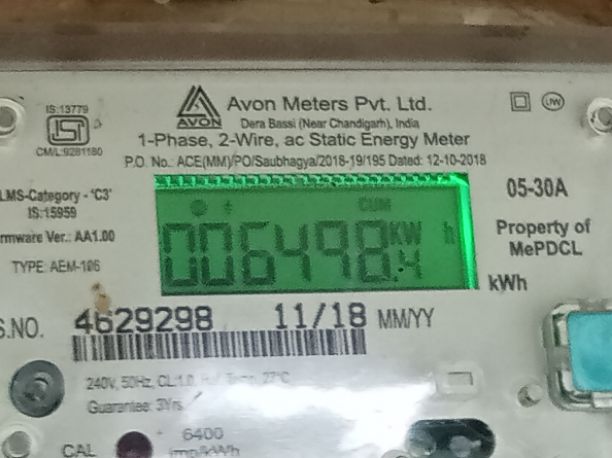 IS:13779
ISI
CM/L:9281180
AVON
Avon Meters Pvt. Ltd.
Dera Bassi (Near Chandigarh), India
1-Phase, 2-Wire, ac Static Energy Meter
P.O. No.: ACE(MM)/PO/Saubhagya/2018-19/195 Dated: 12-10-2018
LMS-Category - 'C3'
IS:15959
rmware Ver.: AA1.00
TYPE: AEM-106
CUM
006498.4 KW h
05-30A
Property of
MePDCL
kWh
S.NO. 4629298 11/18 MM/YY
240V, 50Hz, CL:1.0, 27°C
Guarantee: 3Yrs.
CAL
6400
imp/kWh